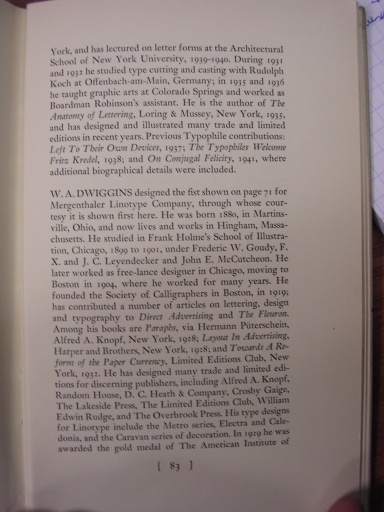 York, and has lectured on letter forms at the Architectural
School of New York University, 1939-1940. During 1931
and 1932 he studied type cutting and casting with Rudolph
Koch at Offenbach-am-Main, Germany; in 1935 and 1936
he taught graphic arts at Colorado Springs and worked as
Boardman Robinson's assistant. He is the author of The
Anatomy of Lettering, Loring & Mussey, New York, 1935,
and has designed and illustrated many trade and limited
editions in recent years. Previous Typophile contributions:
Left To Their Own Devices, 1937; The Typophiles Welcome
Fritz Kredel, 1938; and On Conjugal Felicity, 1941, where
additional biographical details were included.
W. A. DWIGGINS designed the fist shown on page 71 for
Mergenthaler Linotype Company, through whose cour-
tesy it is shown first here. He was born 1880, in Martins-
ville, Ohio, and now lives and works in Hingham, Massa-
chusetts. He studied in Frank Holme's School of Illustra-
tion, Chicago, 1899 to 1901, under Frederic W. Goudy, F.
X. and J. C. Leyendecker and John E. McCutcheon. He
later worked as free-lance designer in Chicago, moving to
Boston in 1904, where he worked for many years. He
founded the Society of Calligraphers in Boston, in 1919;
has contributed a number of articles on lettering, design
and typography to Direct Advertising and The Fleuron.
Among his books are Paraphs, via Hermann Püterschein,
Alfred A. Knopf, New York, 1928; Layout In Advertising,
Harper and Brothers, New York, 1928; and Towards A Re-
form of the Paper Currency, Limited Editions Club, New
York, 1932. He has designed many trade and limited edi-
tions for discerning publishers, including Alfred A. Knopf,
Random House, D. C. Heath & Company, Crosby Gaige,
The Lakeside Press, The Limited Editions Club, William
Edwin Rudge, and The Overbrook Press. His type designs
for Linotype include the Metro series, Electra and Cale-
donia, and the Caravan series of decoration. In 1929 he was
awarded the gold medal of The American Institute of
[ 83 ]